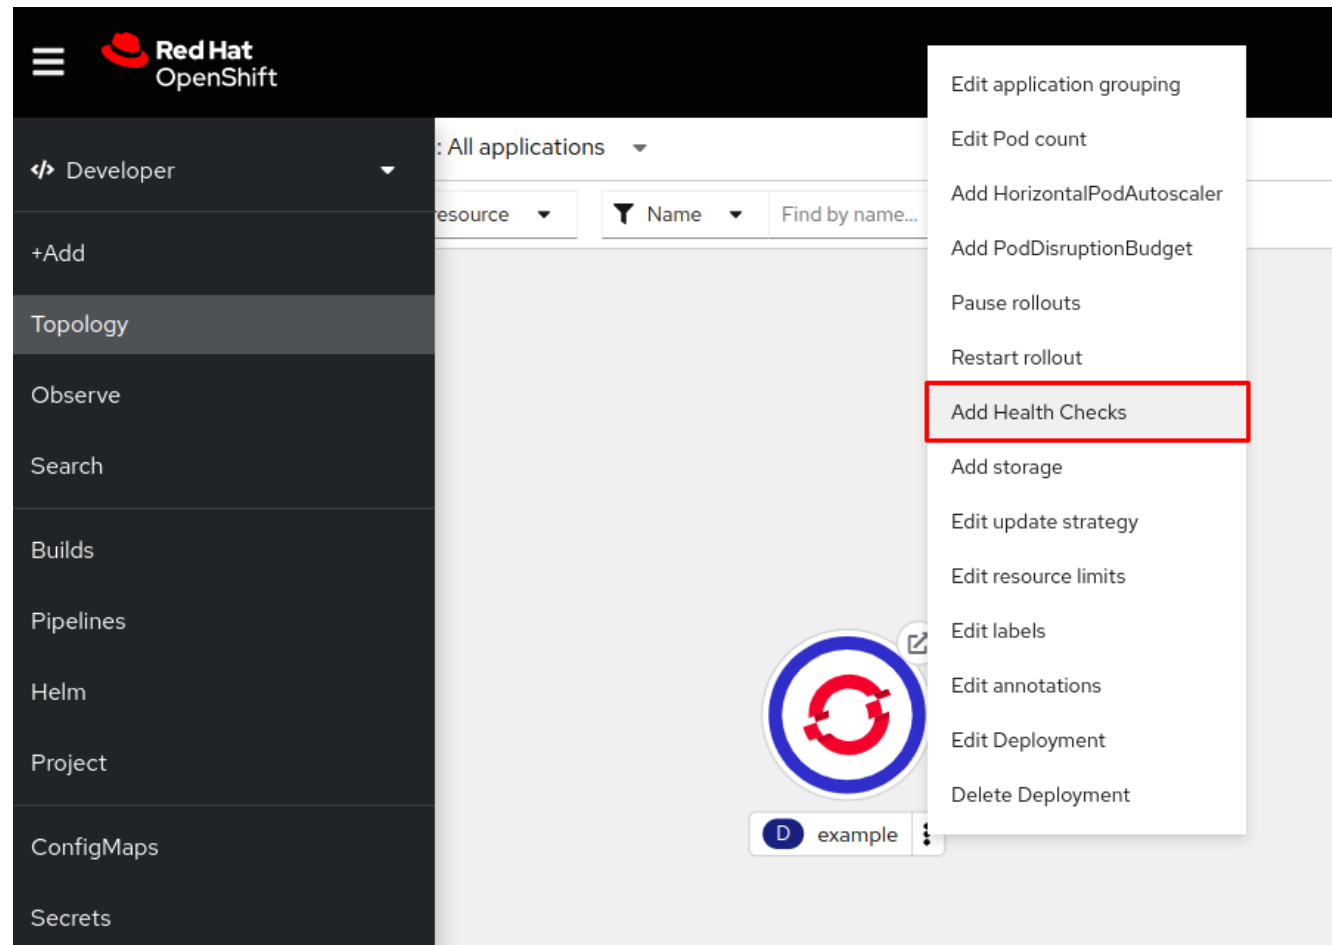 Red Hat
OpenShift
Developer
+Add
Topology
Observe
Search
Builds
Pipelines
Helm
Project
ConfigMaps
Secrets
: All applications
resource
Name
Find by name...
D example
Edit application grouping
Edit Pod count
Add HorizontalPodAutoscaler
Add PodDisruptionBudget
Pause rollouts
Restart rollout
Add Health Checks
Add storage
Edit update strategy
Edit resource limits
Edit labels
Edit annotations
Edit Deployment
Delete Deployment